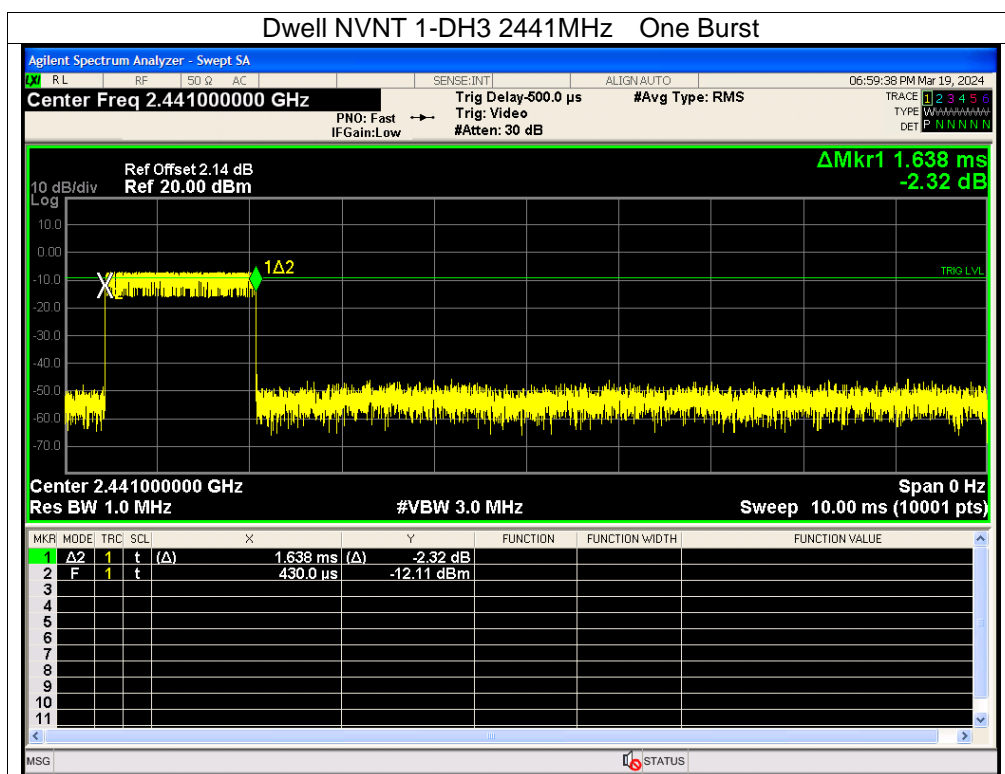 Dwell NVNT 1-DH3 2441MHz One Burst
Agilent Spectrum Analyzer - Swept SA
LXI R L RF 50 Ω AC SENSE:INT ALIGN AUTO 06:59:38 PM Mar 19, 2024
Center Freq 2.441000000 GHz Trig Delay-500.0 μs #Avg Type: RMS TRACE 1 2 3 4 5 6
PNO: Fast Trig: Video TYPE WWWWWW
IFGain:Low #Atten: 30 dB DET P N N N N N
ΔMkr1 1.638 ms
-2.32 dB
Ref Offset 2.14 dB
10 dB/div Ref 20.00 dBm
Log
10.0
0.00
1Δ2
TRIG LVL
-10.0
X2
-20.0
-30.0
-40.0
-50.0
-60.0
-70.0
Center 2.441000000 GHz Span 0 Hz
Res BW 1.0 MHz #VBW 3.0 MHz Sweep 10.00 ms (10001 pts)
MKR MODE TRC SCL X Y FUNCTION FUNCTION WIDTH FUNCTION VALUE
1 Δ2 1 t (Δ) 1.638 ms (Δ) -2.32 dB
2 F 1 t 430.0 μs -12.11 dBm
3
4
5
6
7
8
9
10
11
MSG STATUS